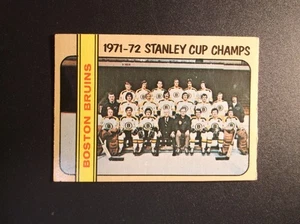 1971-72 STANLEY CUP CHAMPS
BOSTON BRUINS